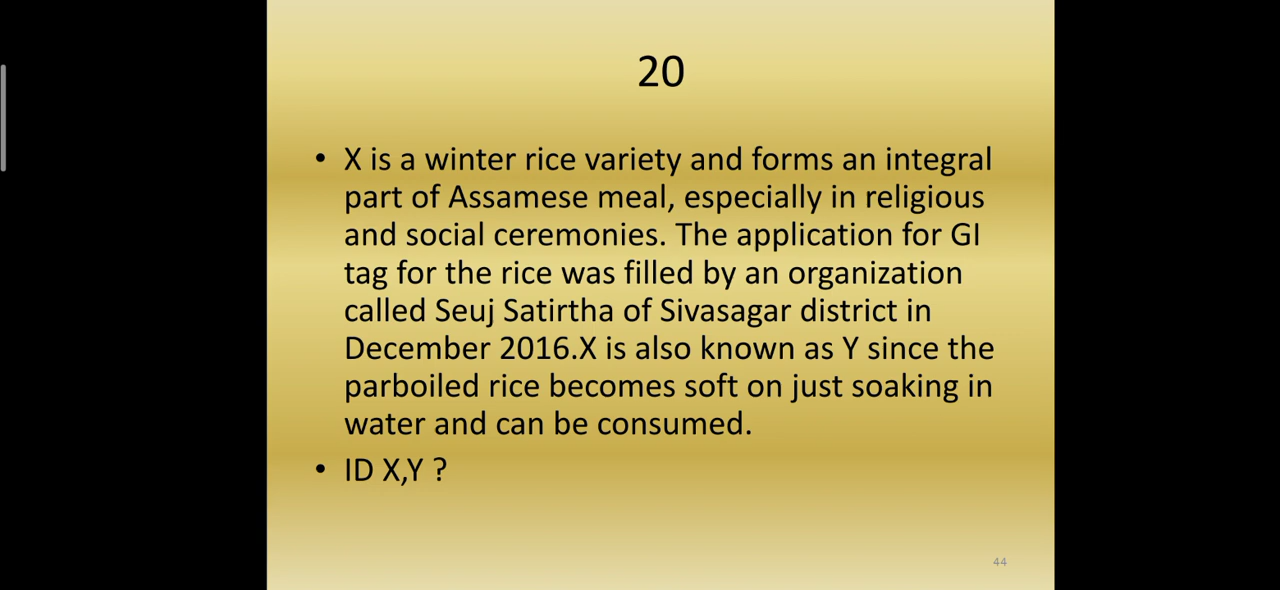 20
• X is a winter rice variety and forms an integral
part of Assamese meal, especially in religious
and social ceremonies. The application for GI
tag for the rice was filled by an organization
called Seuj Satirtha of Sivasagar district in
December 2016.X is also known as Y since the
parboiled rice becomes soft on just soaking in
water and can be consumed.
• ID X,Y ?
44